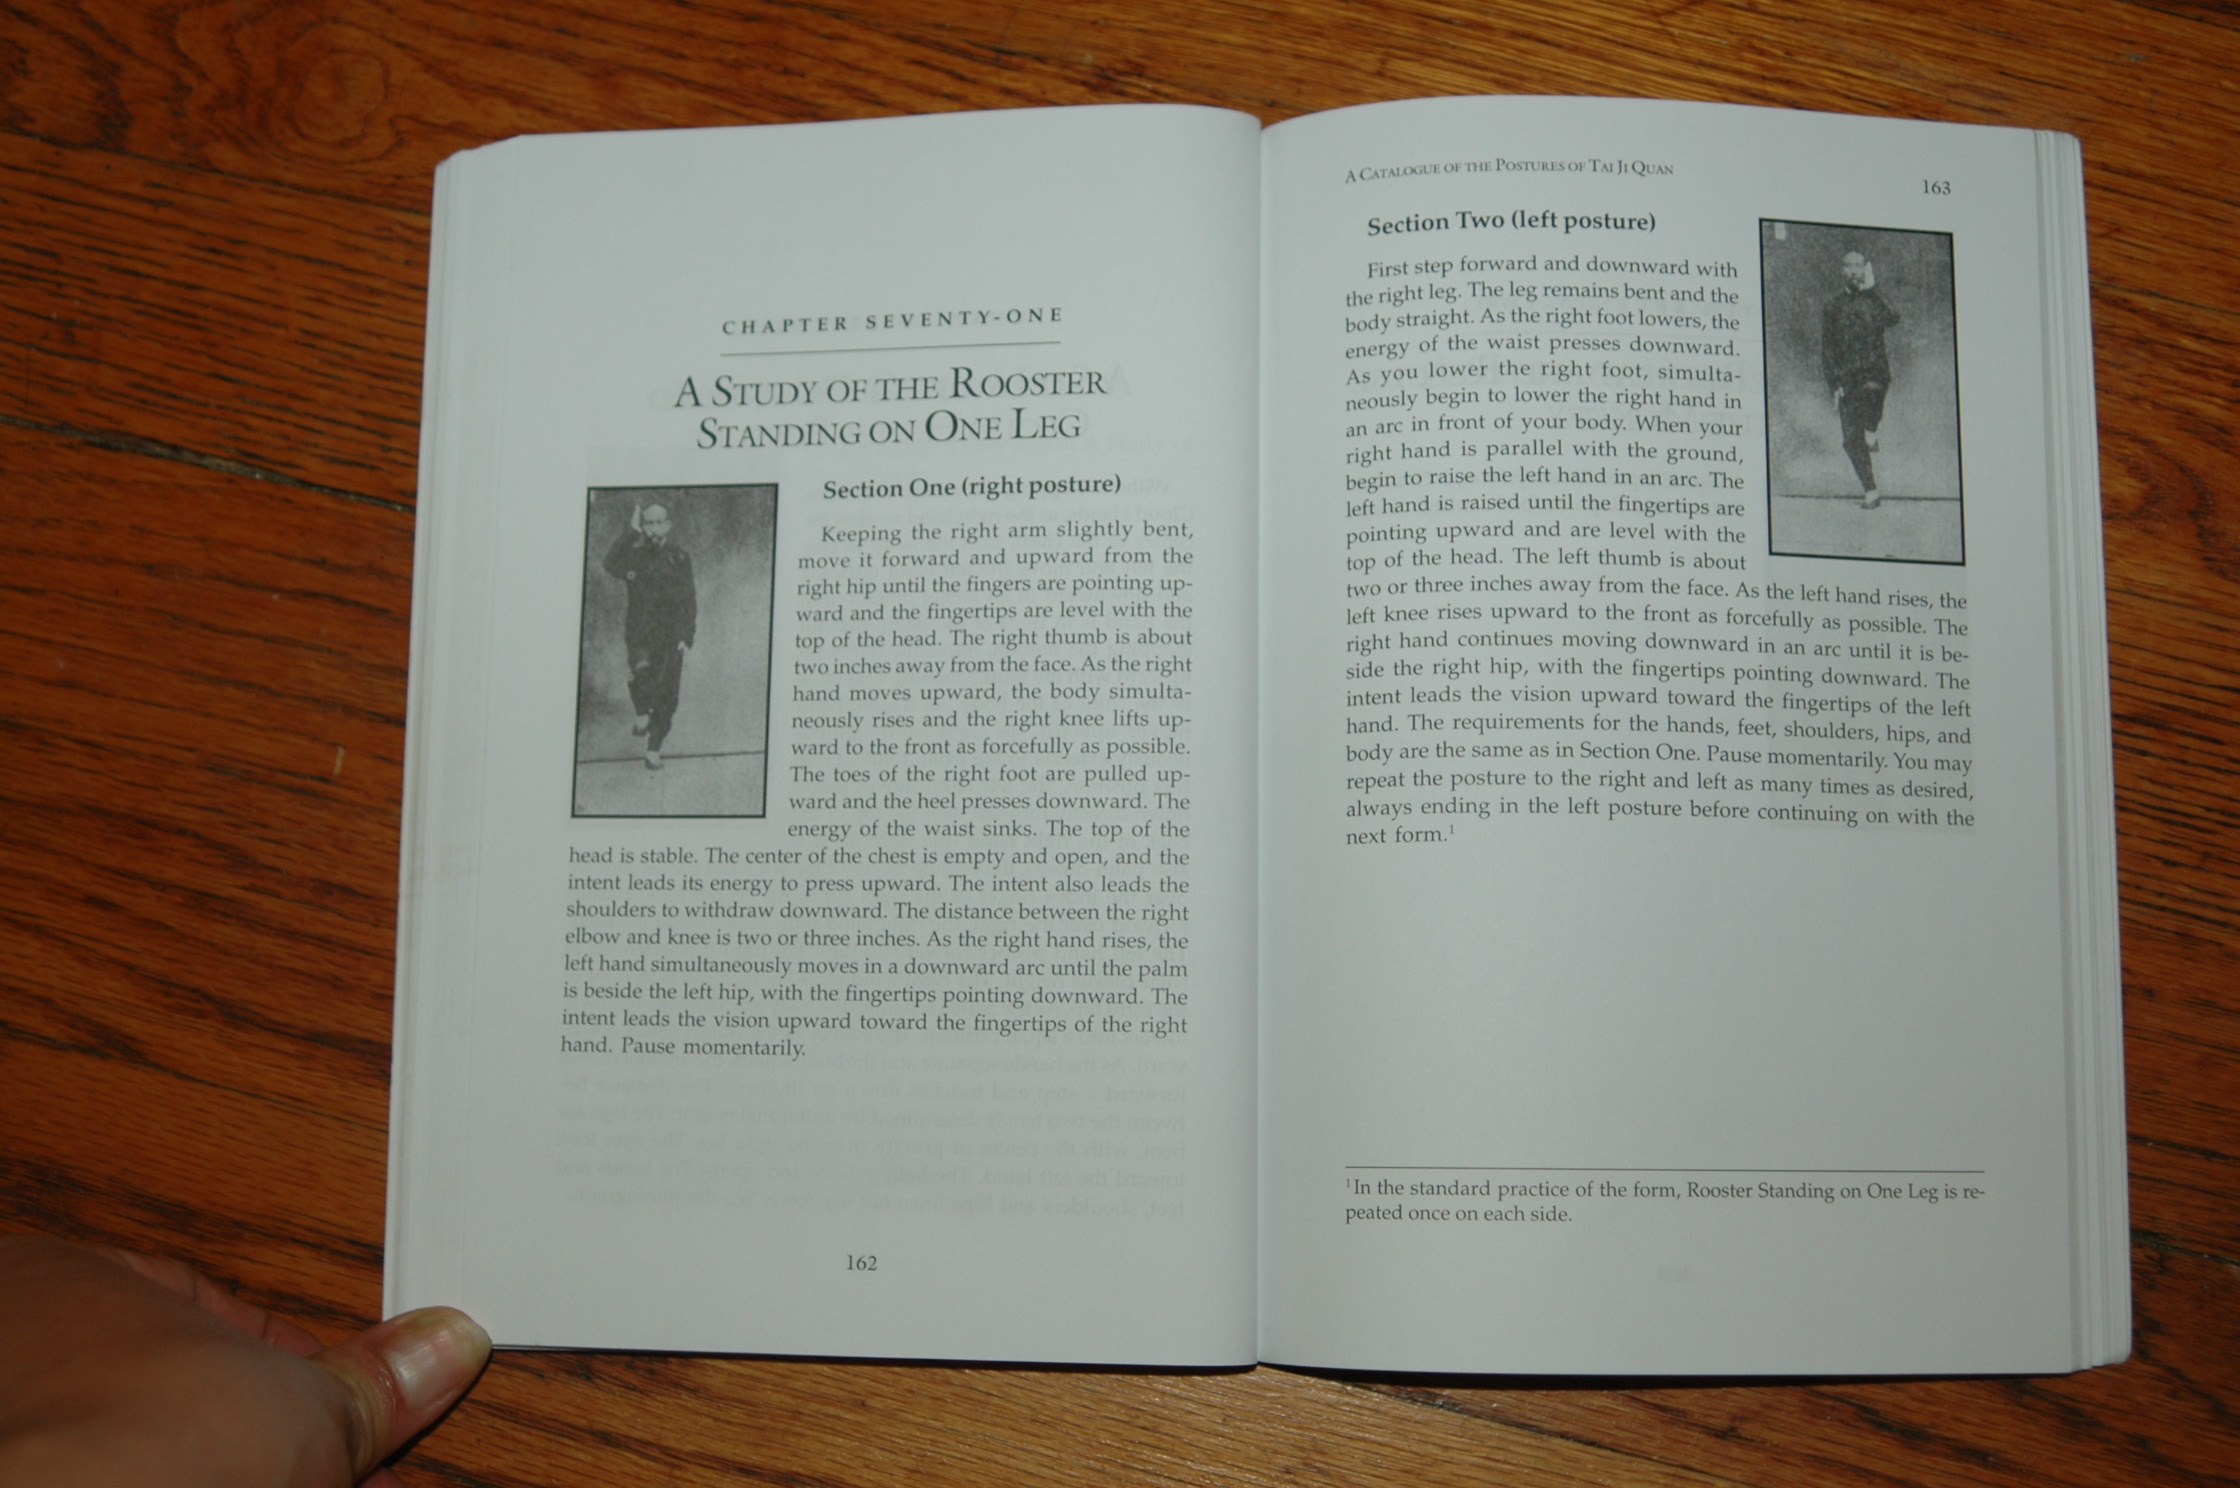 CHAPTER SEVENTY-ONE
A STUDY OF THE ROOSTER
STANDING ON ONE LEG
Section One (right posture)
Keeping the right arm slightly bent,
move it forward and upward from the
right hip until the fingers are pointing up-
ward and the fingertips are level with the
top of the head. The right thumb is about
two inches away from the face. As the right
hand moves upward, the body simulta-
neously rises and the right knee lifts up-
ward to the front as forcefully as possible.
The toes of the right foot are pulled up-
ward and the heel presses downward. The
energy of the waist sinks. The top of the
head is stable. The center of the chest is empty and open, and the
intent leads its energy to press upward. The intent also leads the
shoulders to withdraw downward. The distance between the right
elbow and knee is two or three inches. As the right hand rises, the
left hand simultaneously moves in a downward arc until the palm
is beside the left hip, with the fingertips pointing downward. The
intent leads the vision upward toward the fingertips of the right
hand. Pause momentarily.
162
A CATALOGUE OF THE POSTURES OF TAI JI QUAN 163
Section Two (left posture)
First step forward and downward with
the right leg. The leg remains bent and the
body straight. As the right foot lowers, the
energy of the waist presses downward.
As you lower the right foot, simulta-
neously begin to lower the right hand in
an arc in front of your body. When your
right hand is parallel with the ground,
begin to raise the left hand in an arc. The
left hand is raised until the fingertips are
pointing upward and are level with the
top of the head. The left thumb is about
two or three inches away from the face. As the left hand rises, the
left knee rises upward to the front as forcefully as possible. The
right hand continues moving downward in an arc until it is be-
side the right hip, with the fingertips pointing downward. The
intent leads the vision upward toward the fingertips of the left
hand. The requirements for the hands, feet, shoulders, hips, and
body are the same as in Section One. Pause momentarily. You may
repeat the posture to the right and left as many times as desired,
always ending in the left posture before continuing on with the
next form.¹
¹In the standard practice of the form, Rooster Standing on One Leg is re-
peated once on each side.